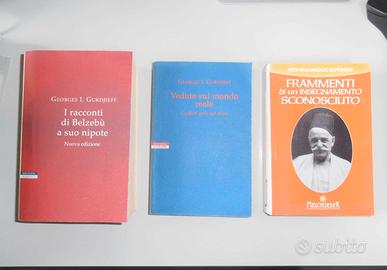 GEORGES I. GURDJIEFF
I racconti
di Belzebù
a suo nipote
Nuova edizione
GEORGES I. GURDJIEFF
Vedute sul mondo
reale
FRAMMENTI
di un INSEGNAMENTO
SCONOSCIUTO
subito.it